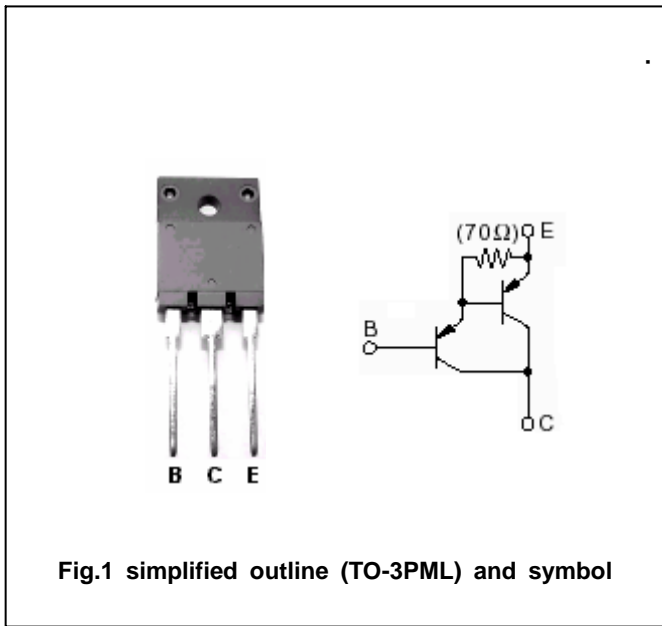 (70Ω) E
B
C
B C E
Fig.1 simplified outline (TO-3PML) and symbol